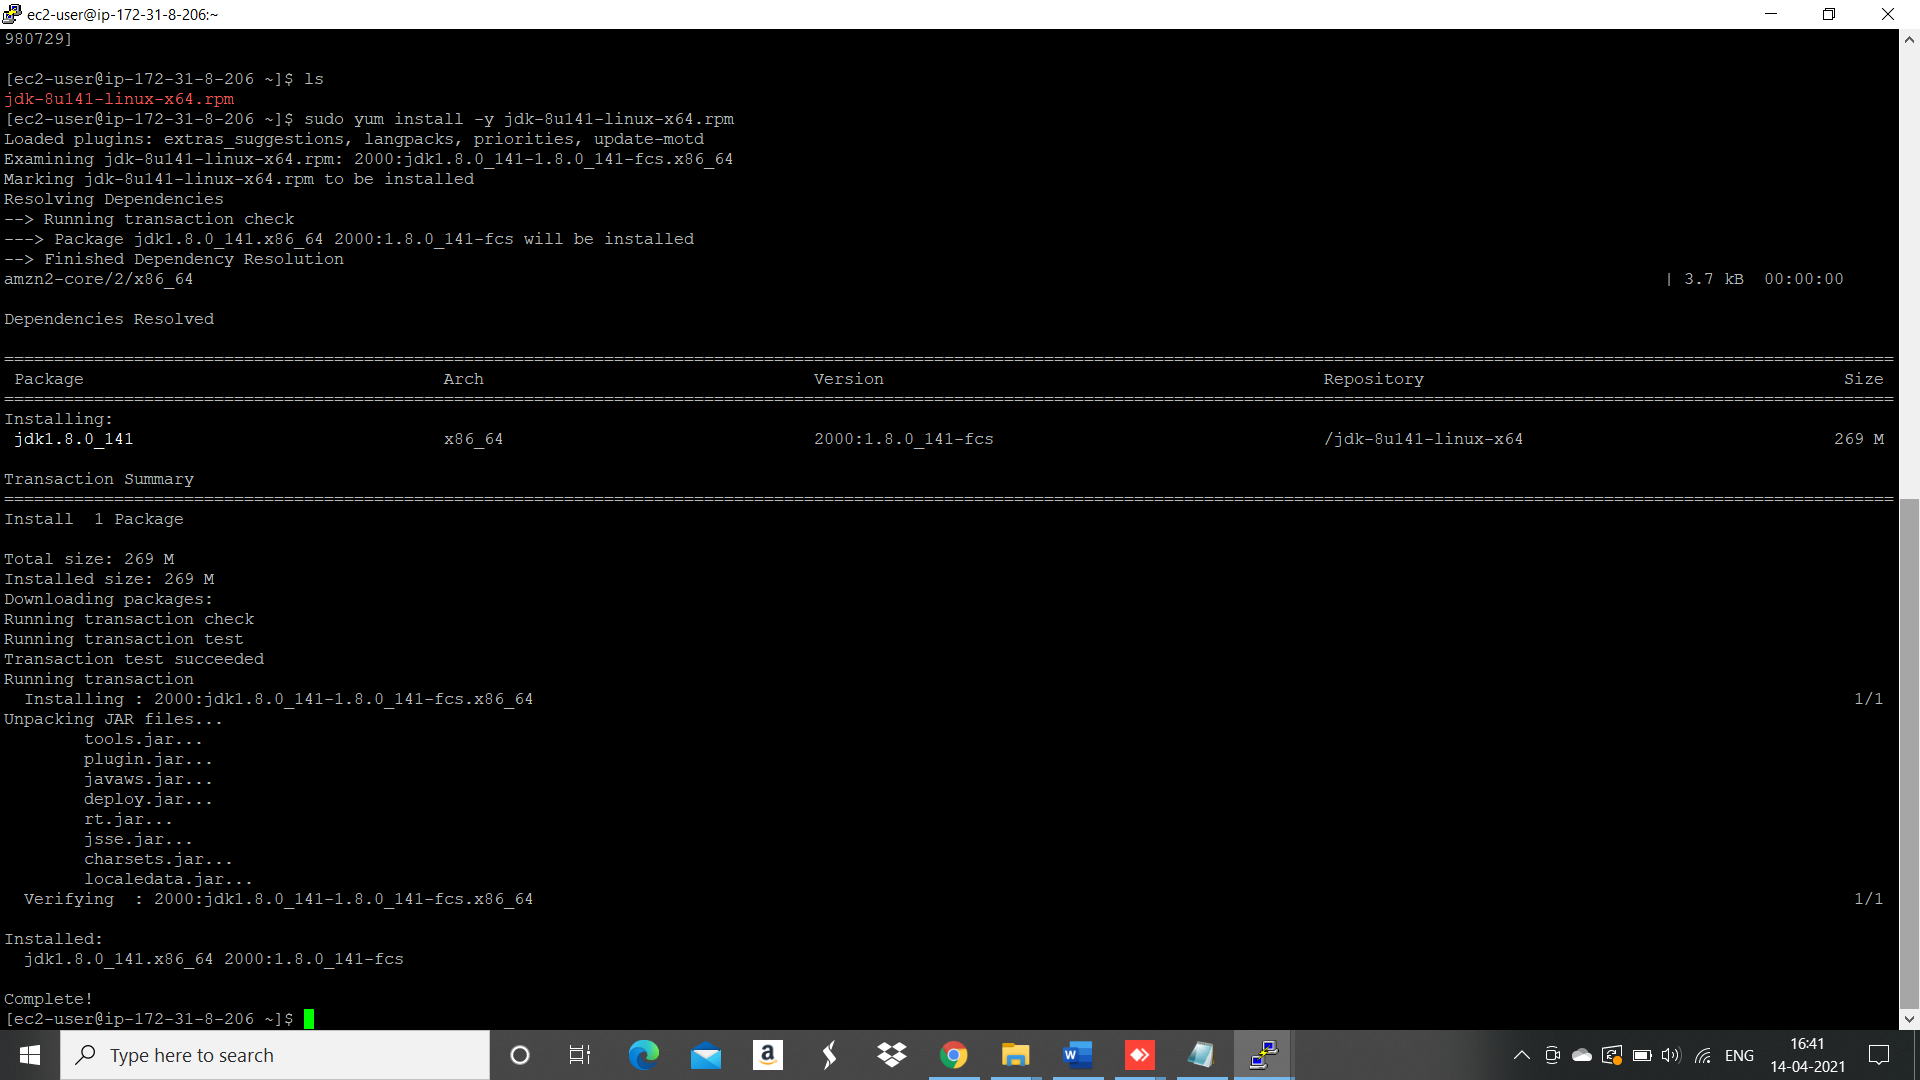 ec2-user@ip-172-31-8-206:~
980729]
[ec2-user@ip-172-31-8-206 ~]$ ls
jdk-8u141-linux-x64.rpm
[ec2-user@ip-172-31-8-206 ~]$ sudo yum install -y jdk-8u141-linux-x64.rpm
Loaded plugins: extras_suggestions, langpacks, priorities, update-motd
Examining jdk-8u141-linux-x64.rpm: 2000:jdk1.8.0_141-1.8.0_141-fcs.x86_64
Marking jdk-8u141-linux-x64.rpm to be installed
Resolving Dependencies
--> Running transaction check
---> Package jdk1.8.0_141.x86_64 2000:1.8.0_141-fcs will be installed
--> Finished Dependency Resolution
amzn2-core/2/x86_64 | 3.7 kB 00:00:00
Dependencies Resolved
Package Arch Version Repository Size
Installing:
jdk1.8.0_141 x86_64 2000:1.8.0_141-fcs /jdk-8u141-linux-x64 269 M
Transaction Summary
Install 1 Package
Total size: 269 M
Installed size: 269 M
Downloading packages:
Running transaction check
Running transaction test
Transaction test succeeded
Running transaction
Installing : 2000:jdk1.8.0_141-1.8.0_141-fcs.x86_64 1/1
Unpacking JAR files...
tools.jar...
plugin.jar...
javaws.jar...
deploy.jar...
rt.jar...
jsse.jar...
charsets.jar...
localedata.jar...
Verifying : 2000:jdk1.8.0_141-1.8.0_141-fcs.x86_64 1/1
Installed:
jdk1.8.0_141.x86_64 2000:1.8.0_141-fcs
Complete!
[ec2-user@ip-172-31-8-206 ~]$
Type here to search
ENG
16:41
14-04-2021